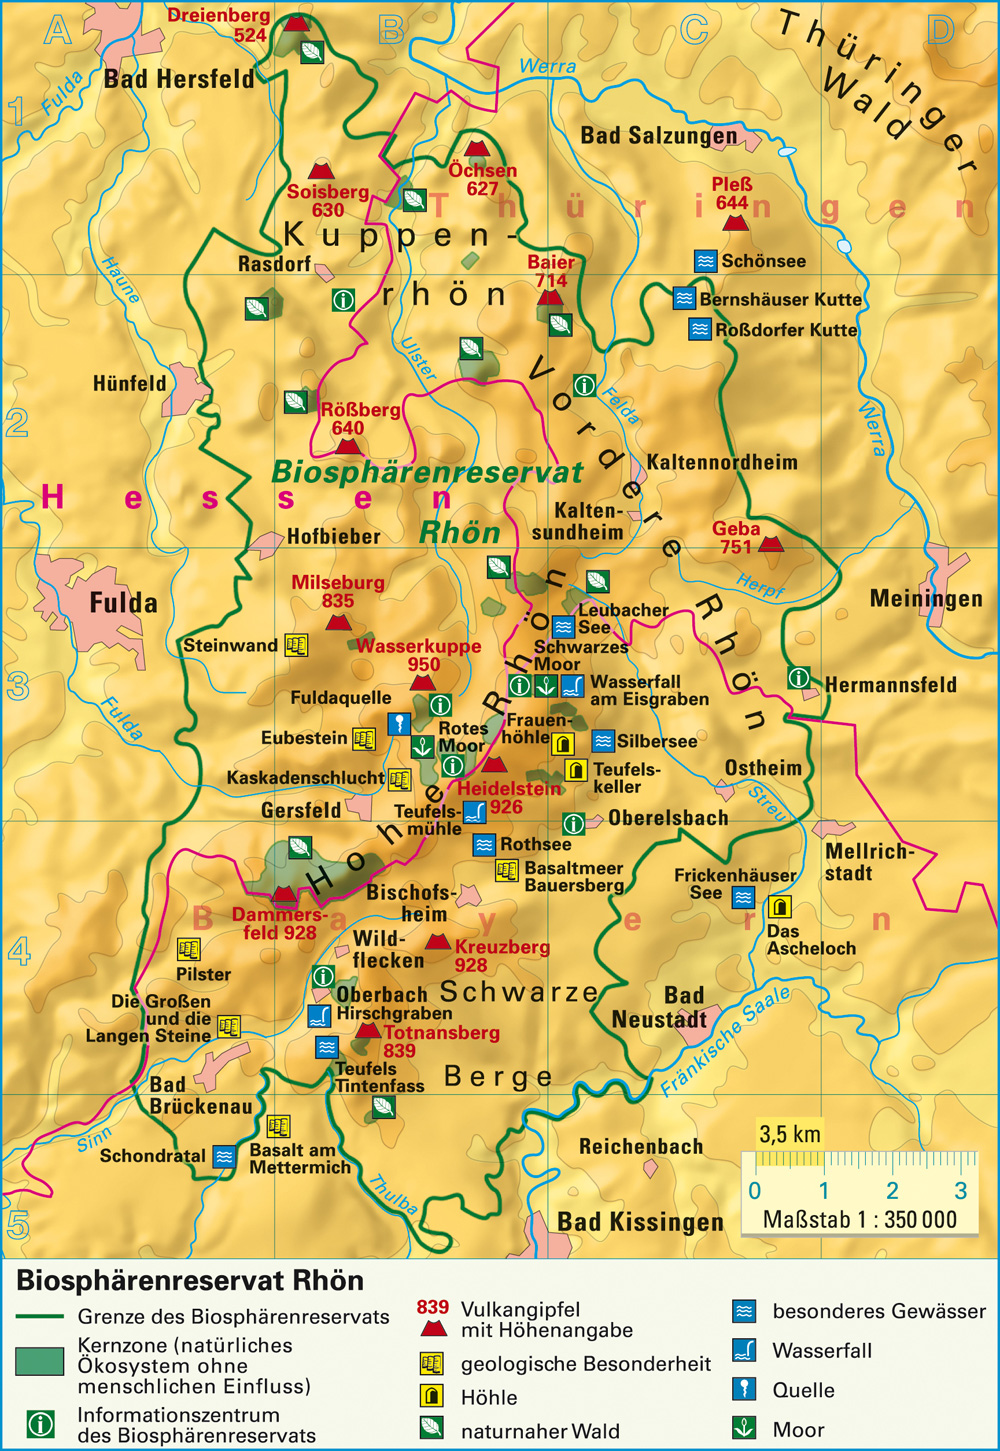 A
B
C
D
Dreienberg
524
Bad Hersfeld
Fulda
1
Werra
Thüringer
Wald
Bad Salzungen
Öchsen
627
Soisberg
630
Pleß
644
Thüringen
Kuppen-
rhön
Rasdorf
Schönsee
Baier
714
Bernshäuser Kutte
Roßdorfer Kutte
Haune
Ulster
Hünfeld
Vordere Rhön
Felda
Werra
2
Rößberg
640
Biosphärenreservat
Rhön
Kaltennordheim
Hessen
Kalten-
sundheim
Geba
751
Hofbieber
Milseburg
835
Herpf
Fulda
Meiningen
Leubacher
See
Steinwand
Wasserkuppe
950
Schwarzes
Moor
3
Hohe Rhön
Wasserfall
am Eisgraben
Hermannsfeld
Fuldaquelle
Fulda
Frauen-
höhle
Eubestein
Rotes
Moor
Silbersee
Kaskadenschlucht
Heidelstein
926
Teufels-
keller
Ostheim
Streu
Gersfeld
Teufels-
mühle
Oberelsbach
Rothsee
Mellrich-
stadt
Basaltmeer
Bauersberg
Frickenhäuser
See
Bischofs-
heim
Dammers-
feld 928
Bayern
4
Wild-
flecken
Kreuzberg
928
Das
Ascheloch
Pilster
Oberbach
Hirschgraben
Schwarze
Berge
Bad
Neustadt
Die Großen
und die
Langen Steine
Totnansberg
839
Fränkische Saale
Teufels
Tintenfass
Bad
Brückenau
Sinn
Schondratal
Basalt am
Mettermich
Reichenbach
3,5 km
0 1 2 3
Maßstab 1 : 350 000
Thulba
5
Bad Kissingen
Biosphärenreservat Rhön
Grenze des Biosphärenreservats
Kernzone (natürliches
Ökosystem ohne
menschlichen Einfluss)
Informationszentrum
des Biosphärenreservats
839 Vulkangipfel
mit Höhenangabe
geologische Besonderheit
Höhle
naturnaher Wald
besonderes Gewässer
Wasserfall
Quelle
Moor